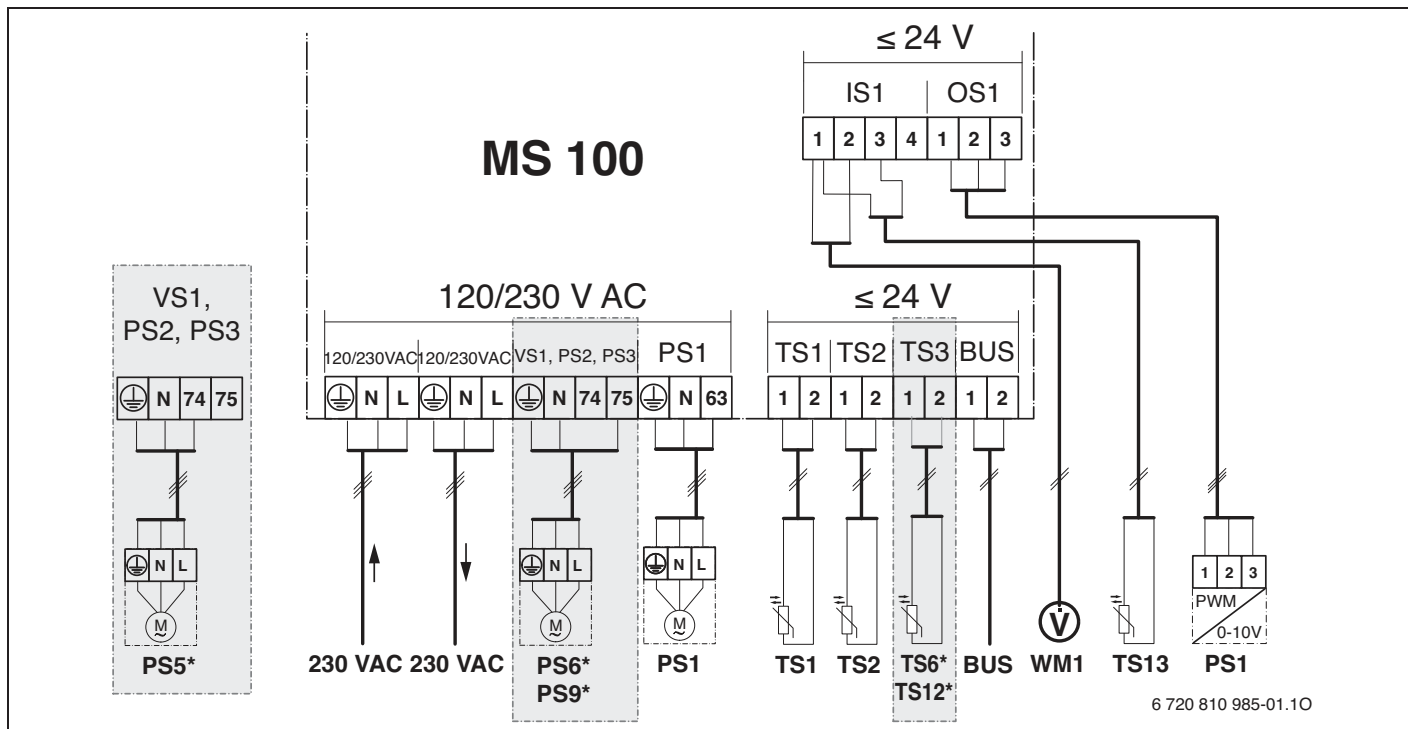 ≤ 24 V
IS1 OS1
1 2 3 4 1 2 3
MS 100
VS1,
PS2, PS3
N 74 75
120/230 V AC
≤ 24 V
120/230VAC 120/230VAC VS1, PS2, PS3 PS1
TS1 TS2 TS3 BUS
N L N L N 74 75 N 63
1 2 1 2 1 2 1 2
N L
M
~
PS5*
230 VAC 230 VAC
N L
M
~
PS6*
PS9*
N L
M
~
PS1
TS1 TS2 TS6*
TS12*
BUS
V
WM1
TS13
1 2 3
PWM
0-10V
PS1
6 720 810 985-01.1O